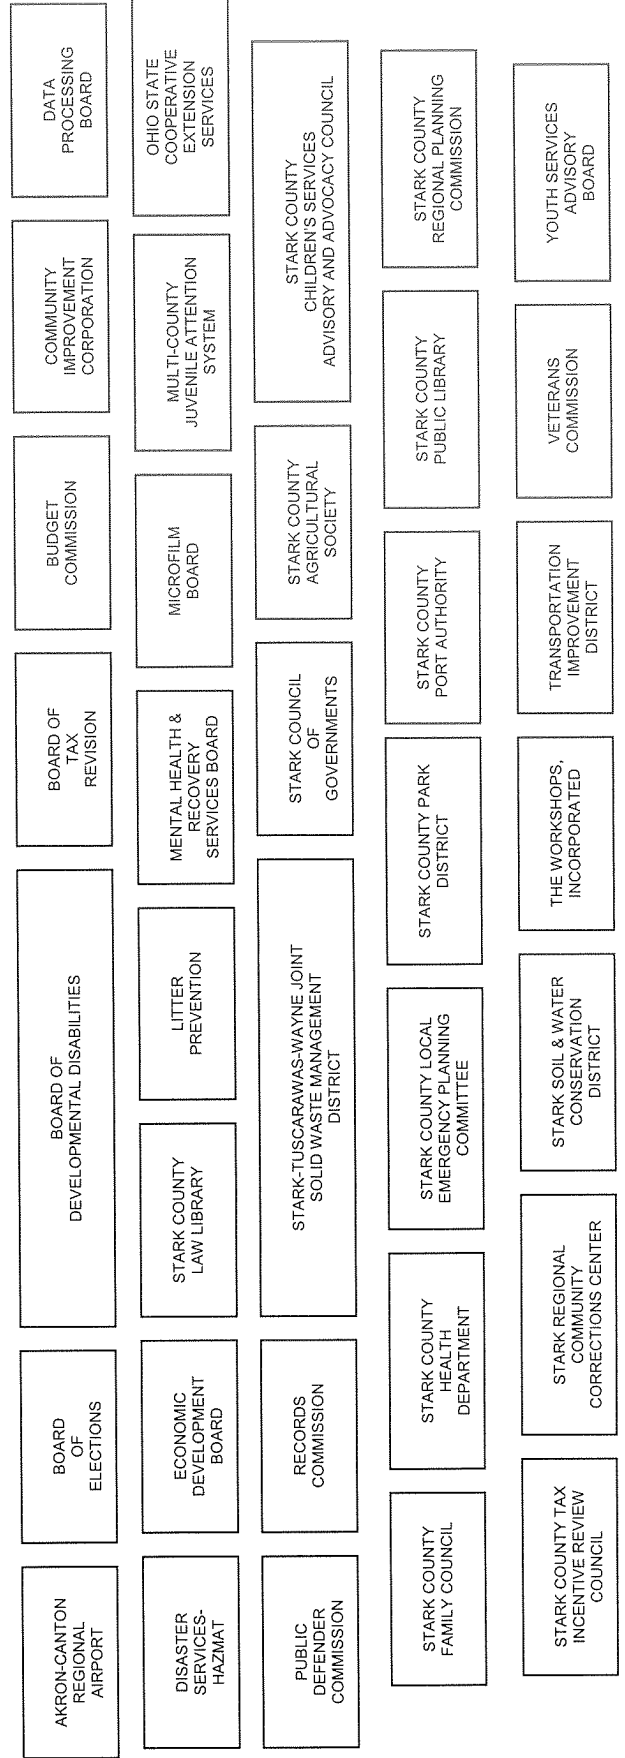 AKRON-CANTON
REGIONAL
AIRPORT
BOARD
OF
ELECTIONS
BOARD OF
DEVELOPMENTAL DISABILITIES
BOARD OF
TAX
REVISION
BUDGET
COMMISSION
COMMUNITY
IMPROVEMENT
CORPORATION
DATA
PROCESSING
BOARD
DISASTER
SERVICES-
HAZMAT
ECONOMIC
DEVELOPMENT
BOARD
STARK COUNTY
LAW LIBRARY
LITTER
PREVENTION
MENTAL HEALTH &
RECOVERY
SERVICES BOARD
MICROFILM
BOARD
MULTI-COUNTY
JUVENILE ATTENTION
SYSTEM
OHIO STATE
COOPERATIVE
EXTENSION
SERVICES
PUBLIC
DEFENDER
COMMISSION
RECORDS
COMMISSION
STARK-TUSCARAWAS-WAYNE JOINT
SOLID WASTE MANAGEMENT
DISTRICT
STARK COUNCIL
OF
GOVERNMENTS
STARK COUNTY
AGRICULTURAL
SOCIETY
STARK COUNTY
CHILDREN'S SERVICES
ADVISORY AND ADVOCACY COUNCIL
STARK COUNTY
FAMILY COUNCIL
STARK COUNTY
HEALTH
DEPARTMENT
STARK COUNTY LOCAL
EMERGENCY PLANNING
COMMITTEE
STARK COUNTY PARK
DISTRICT
STARK COUNTY
PORT AUTHORITY
STARK COUNTY
PUBLIC LIBRARY
STARK COUNTY
REGIONAL PLANNING
COMMISSION
STARK COUNTY TAX
INCENTIVE REVIEW
COUNCIL
STARK REGIONAL
COMMUNITY
CORRECTIONS CENTER
STARK SOIL & WATER
CONSERVATION
DISTRICT
THE WORKSHOPS,
INCORPORATED
TRANSPORTATION
IMPROVEMENT
DISTRICT
VETERANS
COMMISSION
YOUTH SERVICES
ADVISORY
BOARD